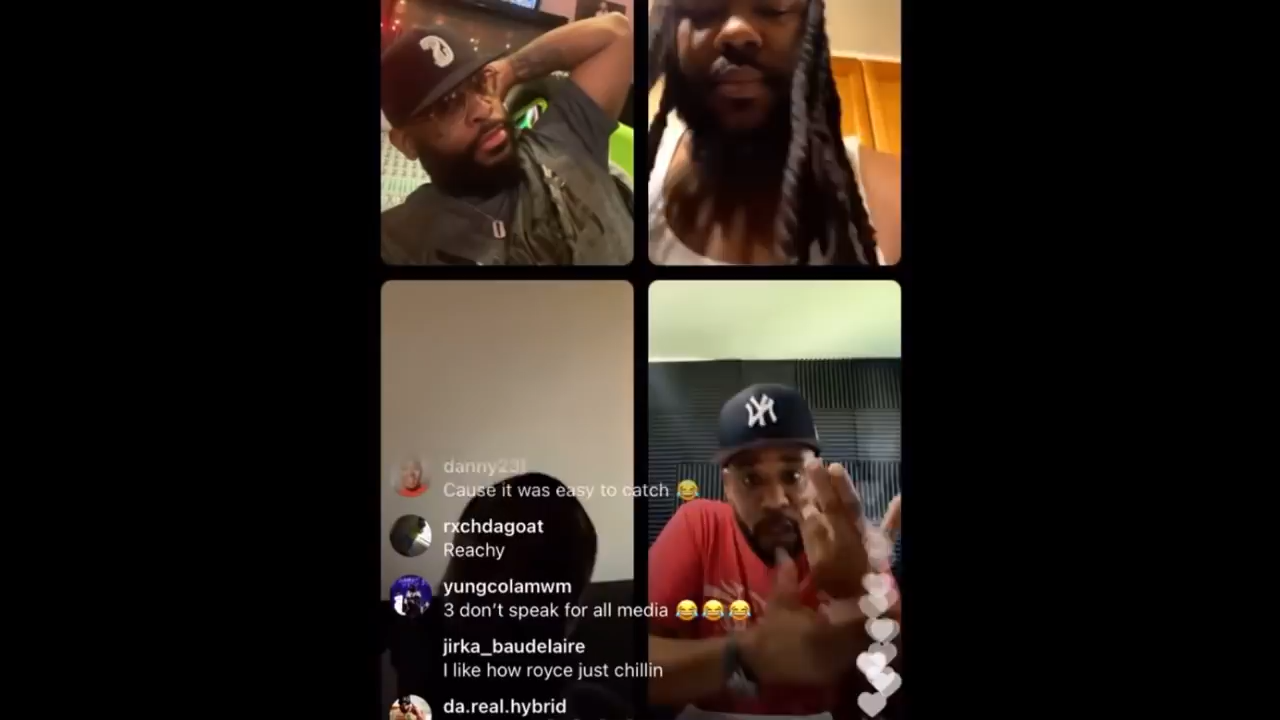 danny231
Cause it was easy to catch 😂
rxchdagoat
Reachy
yungcolamwm
3 don't speak for all media 😂😂😂
jirka_baudelaire
I like how royce just chillin
da.real.hybrid